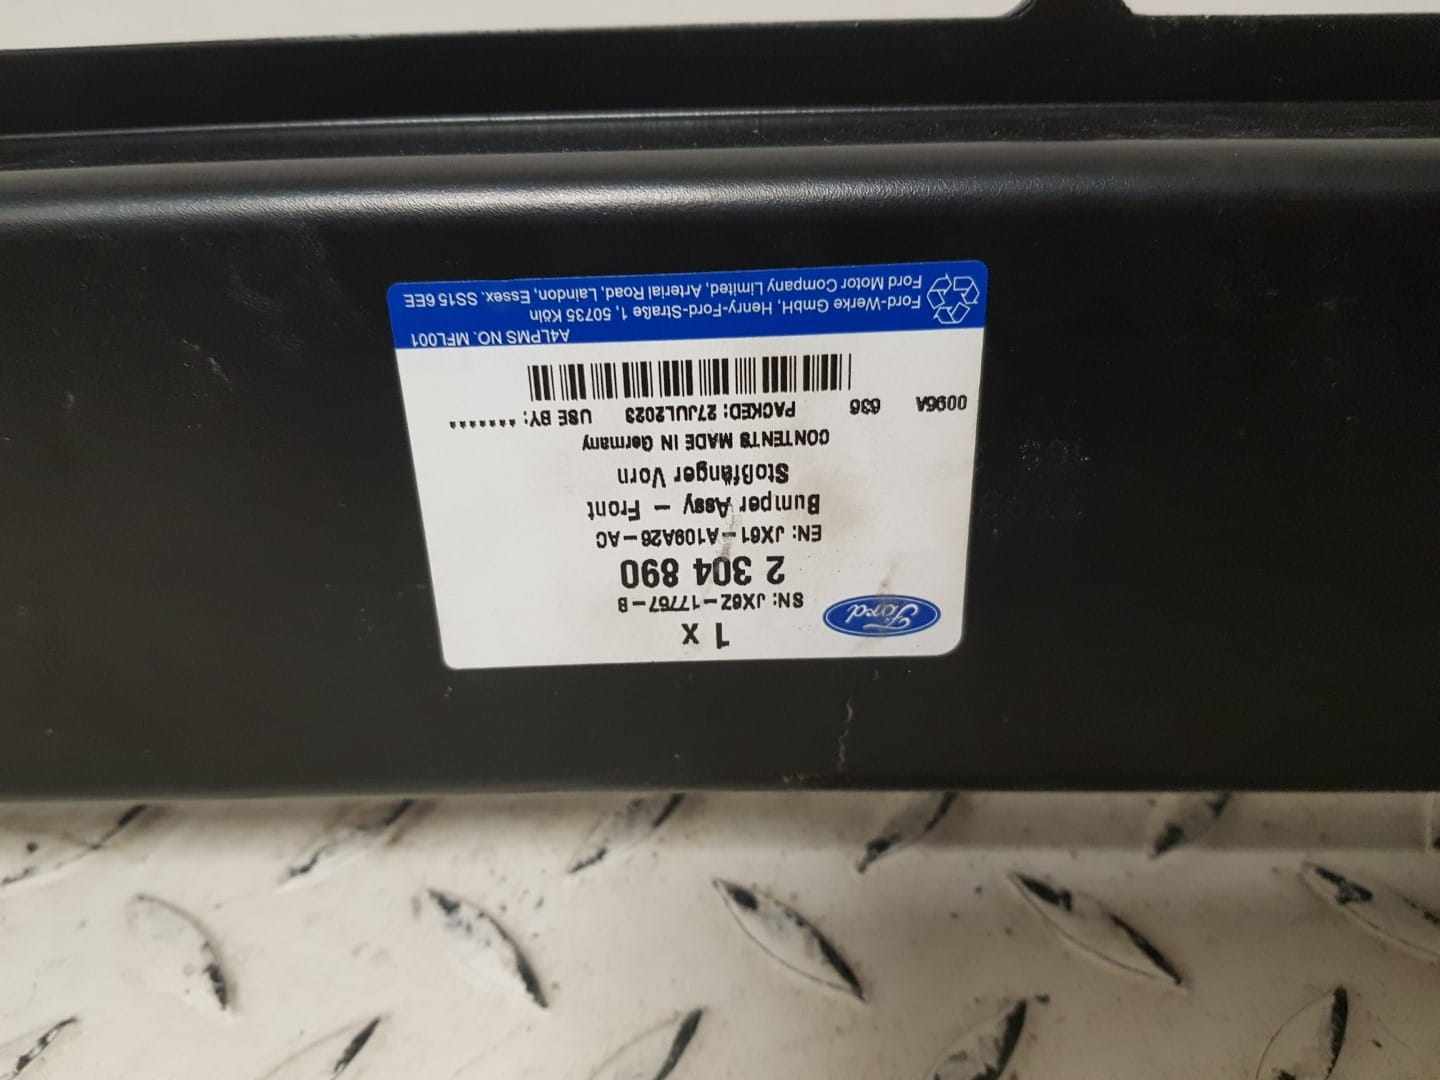 1 x
Ford
SN: JX6Z-17757-B
2 304 890
EN: JX61-A109A26-AC
Bumper Assy - Front
Stoßfänger Vorn
CONTENTS MADE IN Germany
0096A 636 PACKED: 27JUL2023 USE BY: *******
A4LPMS NO. MFL001
Ford-Werke GmbH, Henry-Ford-Straße 1, 50735 Köln
Ford Motor Company Limited, Arterial Road, Laindon, Essex. SS15 6EE